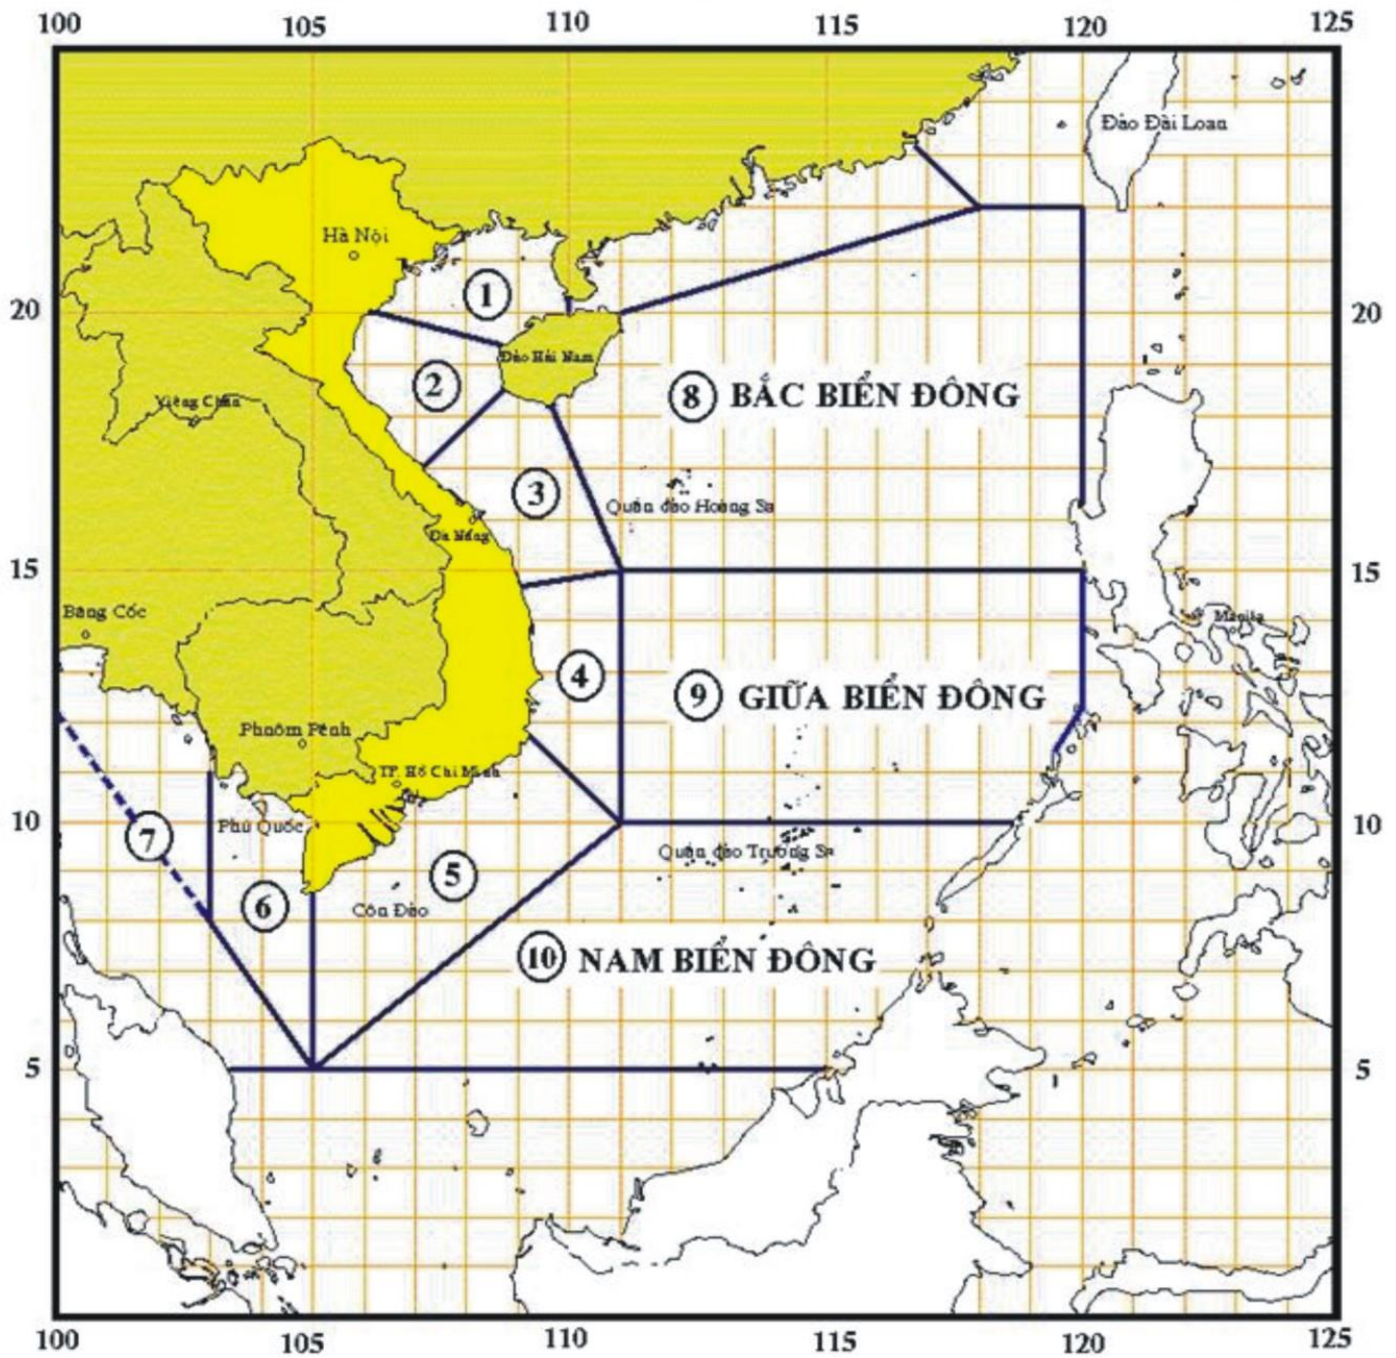 100 105 110 115 120 125
Đảo Đài Loan
Hà Nội
1
20 20
Đảo Hải Nam
2
8 BẮC BIỂN ĐÔNG
Viêng Chăn
3
Quần đảo Hoàng Sa
Đà Nẵng
15 15
Băng Cốc
Manila
4
9 GIỮA BIỂN ĐÔNG
Phnôm Pênh
TP. Hồ Chí Minh
10 10
Phú Quốc
7
Quần đảo Trường Sa
5
6
Côn Đảo
10 NAM BIỂN ĐÔNG
5 5
100 105 110 115 120 125